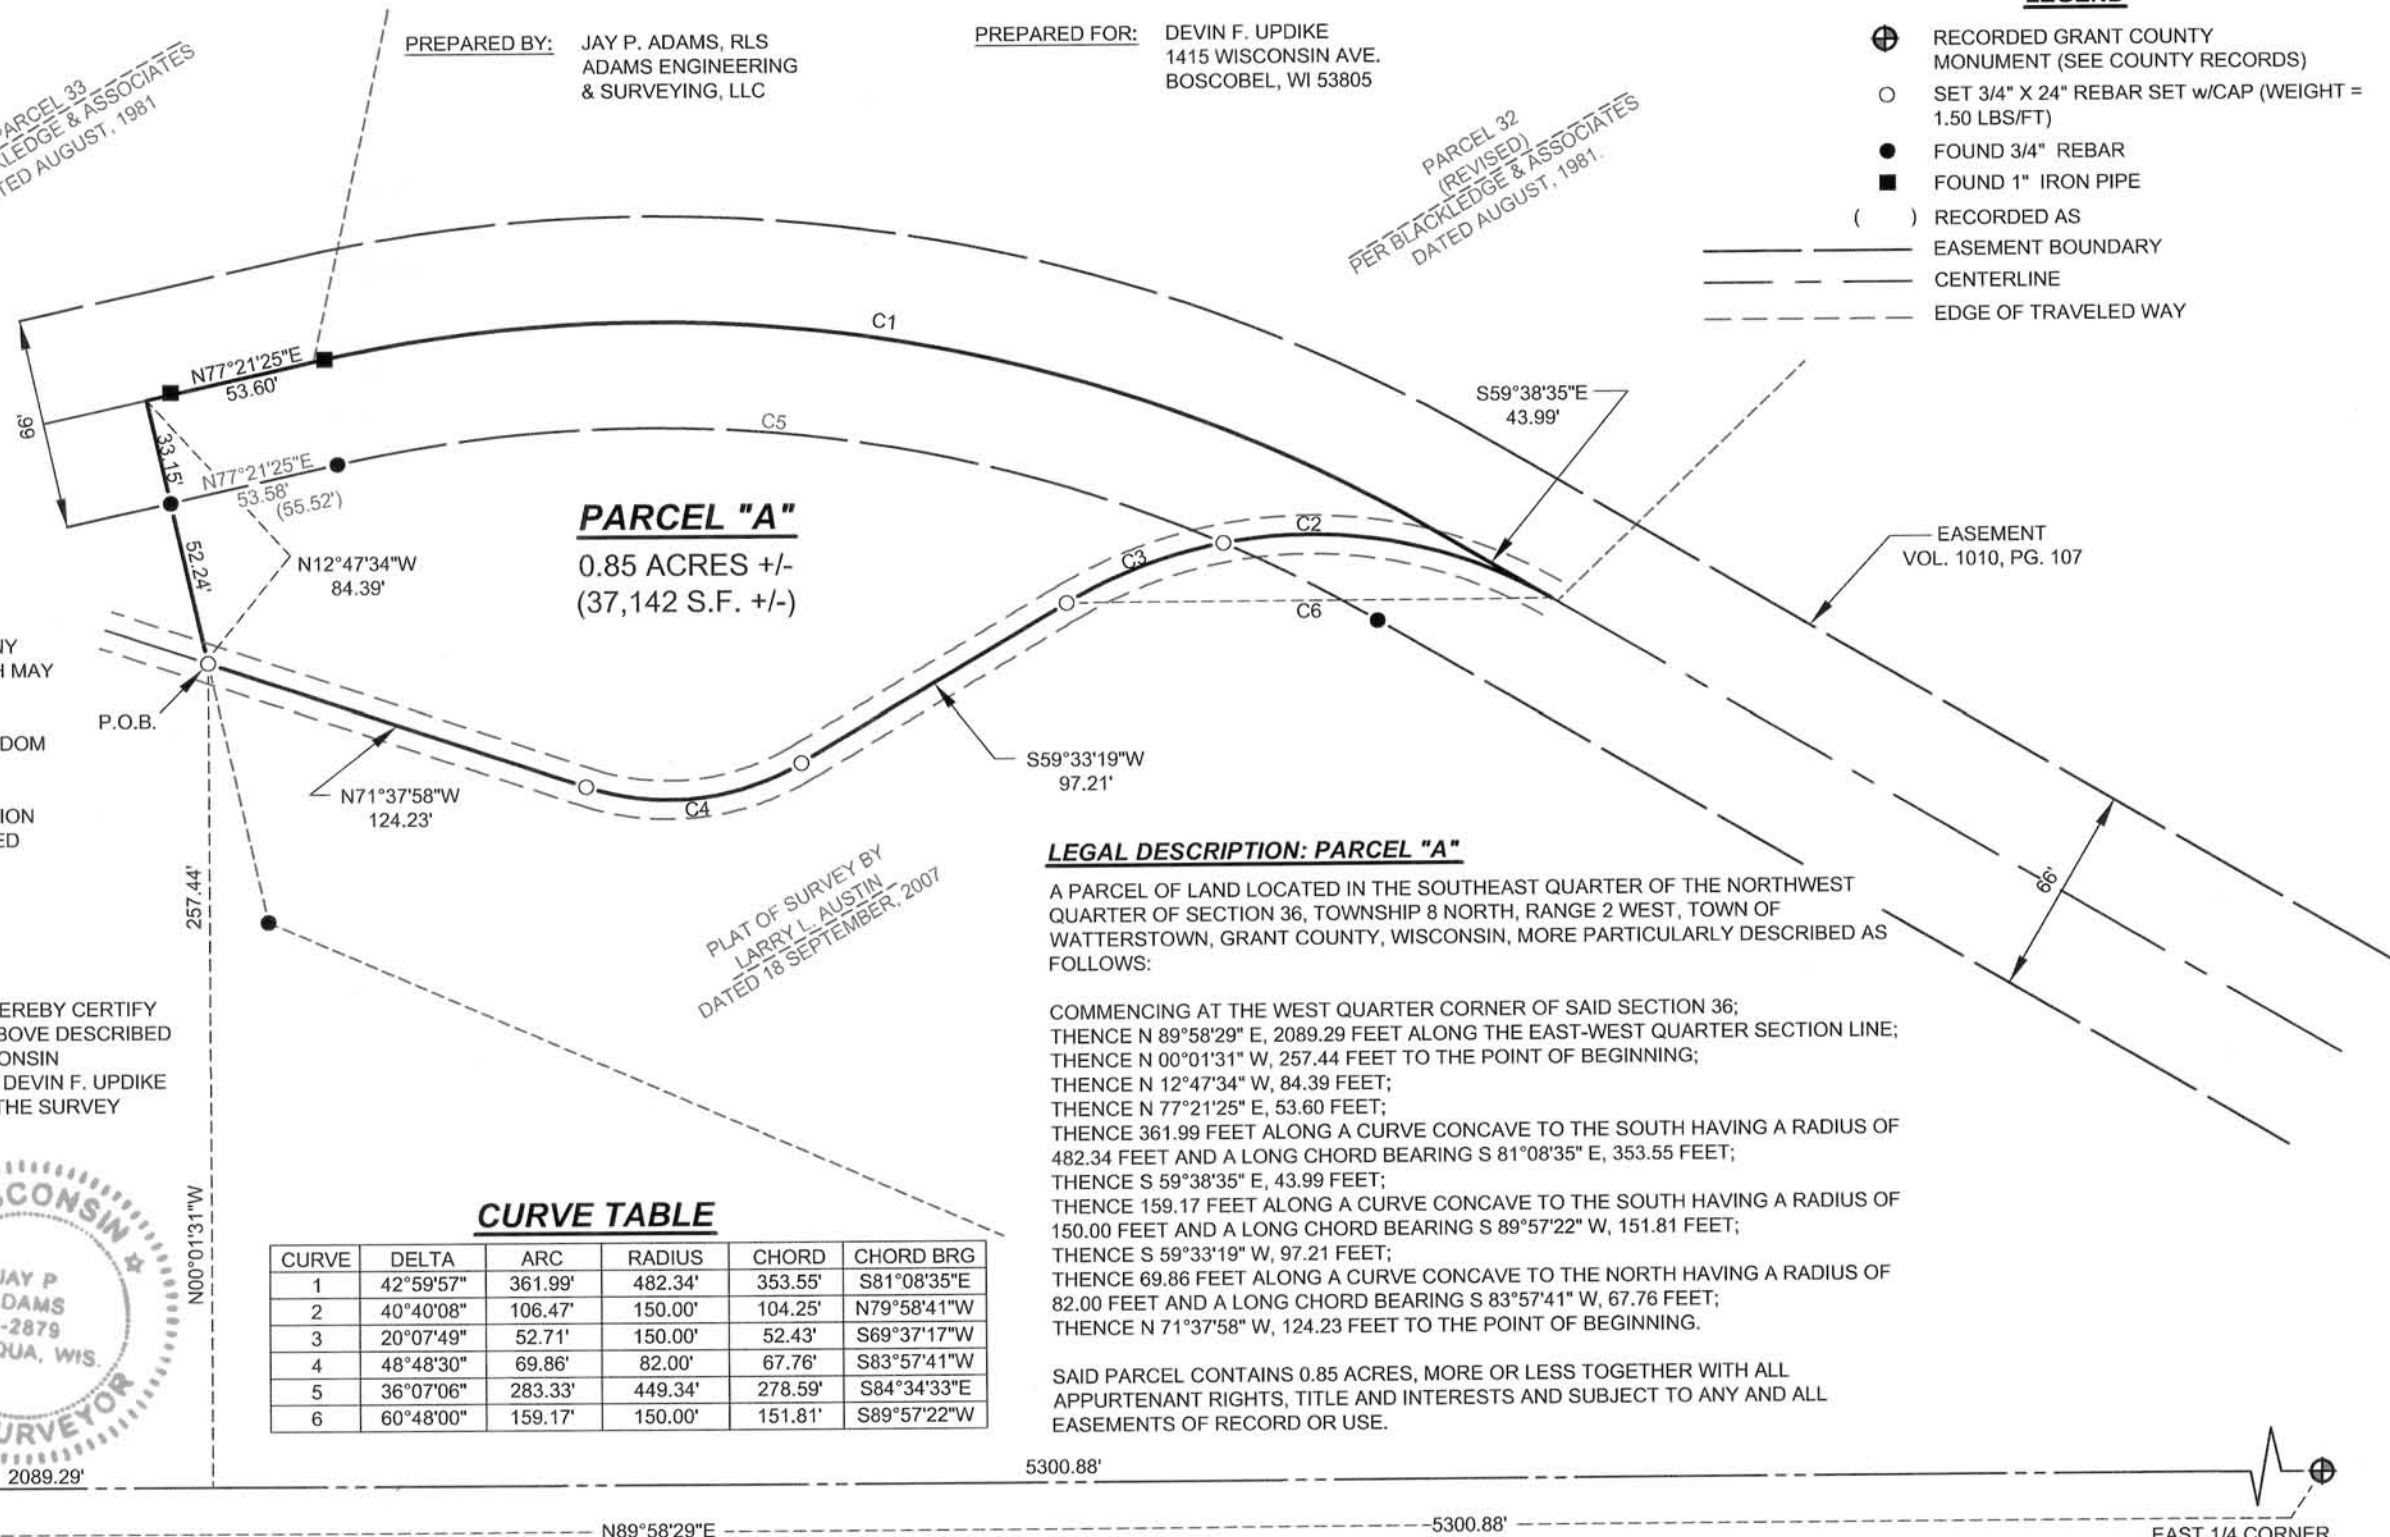 LEGEND
PREPARED BY: JAY P. ADAMS, RLS
ADAMS ENGINEERING
& SURVEYING, LLC
PREPARED FOR: DEVIN F. UPDIKE
1415 WISCONSIN AVE.
BOSCOBEL, WI 53805
RECORDED GRANT COUNTY
MONUMENT (SEE COUNTY RECORDS)
SET 3/4" X 24" REBAR SET w/CAP (WEIGHT =
1.50 LBS/FT)
FOUND 3/4" REBAR
FOUND 1" IRON PIPE
( ) RECORDED AS
EASEMENT BOUNDARY
CENTERLINE
EDGE OF TRAVELED WAY
PARCEL 33
& ASSOCIATES
AUGUST, 1981
PARCEL 32
(REVISED)
PER BLACKLEDGE & ASSOCIATES
DATED AUGUST, 1981.
C1
N77°21'25"E
53.60'
66'
C5
33.15'
N77°21'25"E
53.58'
(55.52')
S59°38'35"E
43.99'
PARCEL "A"
0.85 ACRES +/-
(37,142 S.F. +/-)
N12°47'34"W
84.39'
52.24'
C2
C3
C6
EASEMENT
VOL. 1010, PG. 107
MAY
P.O.B.
N71°37'58"W
124.23'
C4
S59°33'19"W
97.21'
257.44'
66'
PLAT OF SURVEY BY
LARRY L. AUSTIN
DATED 18 SEPTEMBER, 2007
LEGAL DESCRIPTION: PARCEL "A"
A PARCEL OF LAND LOCATED IN THE SOUTHEAST QUARTER OF THE NORTHWEST
QUARTER OF SECTION 36, TOWNSHIP 8 NORTH, RANGE 2 WEST, TOWN OF
WATTERSTOWN, GRANT COUNTY, WISCONSIN, MORE PARTICULARLY DESCRIBED AS
FOLLOWS:
COMMENCING AT THE WEST QUARTER CORNER OF SAID SECTION 36;
THENCE N 89°58'29" E, 2089.29 FEET ALONG THE EAST-WEST QUARTER SECTION LINE;
THENCE N 00°01'31" W, 257.44 FEET TO THE POINT OF BEGINNING;
THENCE N 12°47'34" W, 84.39 FEET;
THENCE N 77°21'25" E, 53.60 FEET;
THENCE 361.99 FEET ALONG A CURVE CONCAVE TO THE SOUTH HAVING A RADIUS OF
482.34 FEET AND A LONG CHORD BEARING S 81°08'35" E, 353.55 FEET;
THENCE S 59°38'35" E, 43.99 FEET;
THENCE 159.17 FEET ALONG A CURVE CONCAVE TO THE SOUTH HAVING A RADIUS OF
150.00 FEET AND A LONG CHORD BEARING S 89°57'22" W, 151.81 FEET;
THENCE S 59°33'19" W, 97.21 FEET;
THENCE 69.86 FEET ALONG A CURVE CONCAVE TO THE NORTH HAVING A RADIUS OF
82.00 FEET AND A LONG CHORD BEARING S 83°57'41" W, 67.76 FEET;
THENCE N 71°37'58" W, 124.23 FEET TO THE POINT OF BEGINNING.
SAID PARCEL CONTAINS 0.85 ACRES, MORE OR LESS TOGETHER WITH ALL
APPURTENANT RIGHTS, TITLE AND INTERESTS AND SUBJECT TO ANY AND ALL
EASEMENTS OF RECORD OR USE.
CERTIFY
DESCRIBED
DEVIN F. UPDIKE
THE SURVEY
JAY P
ADAMS
-2879
WIS.
N00°01'31"W
CURVE TABLE
CURVE DELTA ARC RADIUS CHORD CHORD BRG
1 42°59'57" 361.99' 482.34' 353.55' S81°08'35"E
2 40°40'08" 106.47' 150.00' 104.25' N79°58'41"W
3 20°07'49" 52.71' 150.00' 52.43' S69°37'17"W
4 48°48'30" 69.86' 82.00' 67.76' S83°57'41"W
5 36°07'06" 283.33' 449.34' 278.59' S84°34'33"E
6 60°48'00" 159.17' 150.00' 151.81' S89°57'22"W
2089.29'
5300.88'
N89°58'29"E
5300.88'
EAST 1/4 CORNER